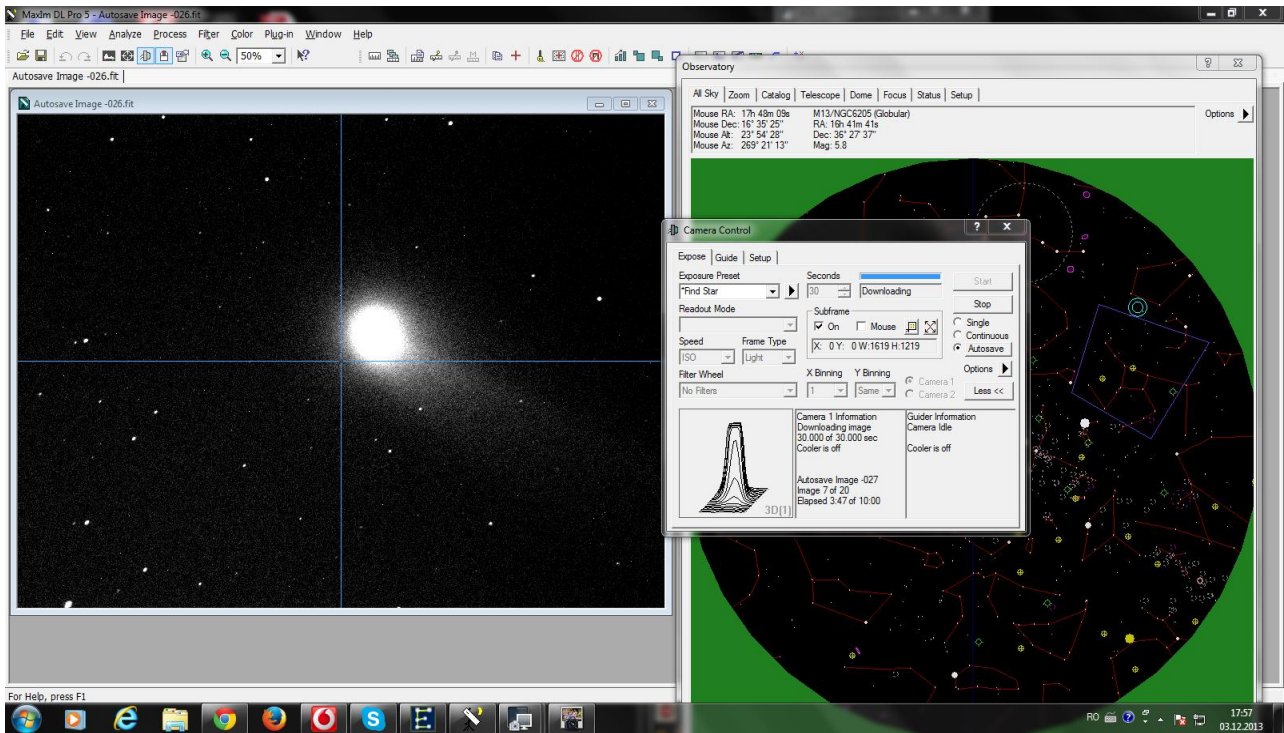 MaxIm DL Pro 5 - Autosave Image -026.fit
File Edit View Analyze Process Filter Color Plug-in Window Help
50%
Autosave Image -026.fit
Autosave Image -026.fit
Observatory
All Sky Zoom Catalog Telescope Dome Focus Status Setup
Mouse RA: 17h 48m 09s M13/NGC6205 (Globular)
Mouse Dec: 16° 35' 25" RA: 16h 41m 41s
Mouse Alt: 23° 54' 28" Dec: 36° 27' 37"
Mouse Az: 269° 21' 13" Mag: 5.8
Options
Camera Control
Expose Guide Setup
Exposure Preset Seconds
*Find Star 30 Downloading Start
Readout Mode Subframe Stop
On Mouse Single
Continuous
Speed Frame Type X: 0 Y: 0 W:1619 H:1219 Autosave
ISO Light
Filter Wheel X Binning Y Binning Options
No Filters 1 Same Camera 1
Camera 2 Less <<
Camera 1 Information Guider Information
Downloading image Camera Idle
30.000 of 30.000 sec
Cooler is off Cooler is off
Autosave Image -027
Image 7 of 20
Elapsed 3:47 of 10:00
3D[1]
For Help, press F1
RO 17:57
03.12.2013